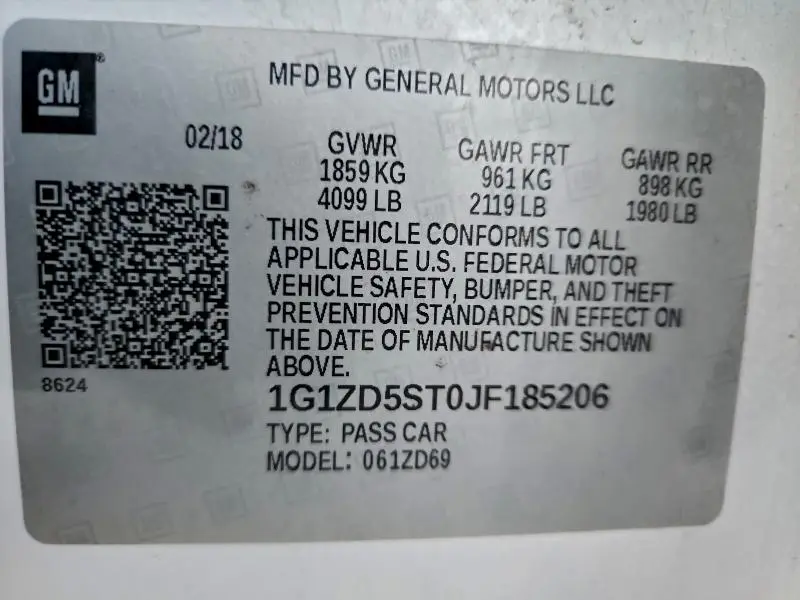 GM
MFD BY GENERAL MOTORS LLC
02/18
GVWR
1859 KG
4099 LB
GAWR FRT
961 KG
2119 LB
GAWR RR
898 KG
1980 LB
THIS VEHICLE CONFORMS TO ALL
APPLICABLE U.S. FEDERAL MOTOR
VEHICLE SAFETY, BUMPER, AND THEFT
PREVENTION STANDARDS IN EFFECT ON
THE DATE OF MANUFACTURE SHOWN
ABOVE.
8624
1G1ZD5ST0JF185206
TYPE: PASS CAR
MODEL: 061ZD69